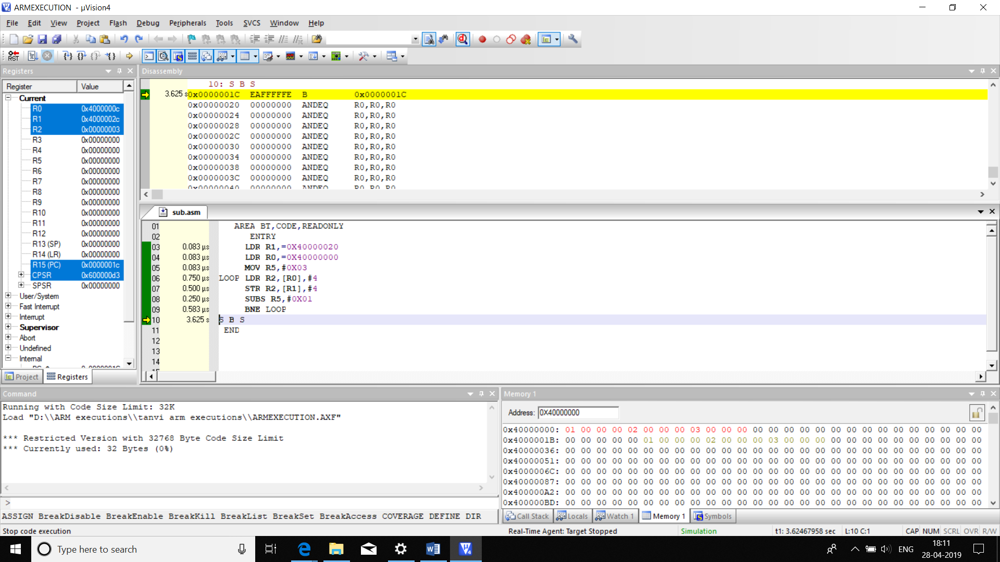 ARMEXECUTION - µVision4
File Edit View Project Flash Debug Peripherals Tools SVCS Window Help
RST
Registers
Register Value
Current
R0 0x4000000c
R1 0x4000002c
R2 0x00000003
R3 0x00000000
R4 0x00000000
R5 0x00000000
R6 0x00000000
R7 0x00000000
R8 0x00000000
R9 0x00000000
R10 0x00000000
R11 0x00000000
R12 0x00000000
R13 (SP) 0x00000000
R14 (LR) 0x00000000
R15 (PC) 0x0000001c
CPSR 0x600000d3
SPSR 0x00000000
User/System
Fast Interrupt
Interrupt
Supervisor
Abort
Undefined
Internal
Project Registers
Disassembly
10: S B S
3.625 s 0x0000001C EAFFFFFE B 0x0000001C
0x00000020 00000000 ANDEQ R0,R0,R0
0x00000024 00000000 ANDEQ R0,R0,R0
0x00000028 00000000 ANDEQ R0,R0,R0
0x0000002C 00000000 ANDEQ R0,R0,R0
0x00000030 00000000 ANDEQ R0,R0,R0
0x00000034 00000000 ANDEQ R0,R0,R0
0x00000038 00000000 ANDEQ R0,R0,R0
0x0000003C 00000000 ANDEQ R0,R0,R0
0x00000040 00000000 ANDEQ R0,R0,R0
sub.asm
01 AREA BT,CODE,READONLY
02 ENTRY
03 0.083 µs LDR R1,=0X40000020
04 0.083 µs LDR R0,=0X40000000
05 0.083 µs MOV R5,#0X03
06 0.750 µs LOOP LDR R2,[R0],#4
07 0.500 µs STR R2,[R1],#4
08 0.250 µs SUBS R5,#0X01
09 0.583 µs BNE LOOP
10 3.625 s S B S
11 END
12
13
14
Command
Running with Code Size Limit: 32K
Load "D:\\ARM executions\\tanvi arm executions\\ARMEXECUTION.AXF"
*** Restricted Version with 32768 Byte Code Size Limit
*** Currently used: 32 Bytes (0%)
>
ASSIGN BreakDisable BreakEnable BreakKill BreakList BreakSet BreakAccess COVERAGE DEFINE DIR
Memory 1
Address: 0X40000000
0x40000000: 01 00 00 00 02 00 00 00 03 00 00 00 00 00 00 00 00 00 00 00 00 00 00 00 00 00 00
0x4000001B: 00 00 00 00 00 01 00 00 00 02 00 00 00 03 00 00 00 00 00 00 00 00 00 00 00 00 00
0x40000036: 00 00 00 00 00 00 00 00 00 00 00 00 00 00 00 00 00 00 00 00 00 00 00 00 00 00 00
0x40000051: 00 00 00 00 00 00 00 00 00 00 00 00 00 00 00 00 00 00 00 00 00 00 00 00 00 00 00
0x4000006C: 00 00 00 00 00 00 00 00 00 00 00 00 00 00 00 00 00 00 00 00 00 00 00 00 00 00 00
0x40000087: 00 00 00 00 00 00 00 00 00 00 00 00 00 00 00 00 00 00 00 00 00 00 00 00 00 00 00
0x400000A2: 00 00 00 00 00 00 00 00 00 00 00 00 00 00 00 00 00 00 00 00 00 00 00 00 00 00 00
0x400000BD: 00 00 00 00 00 00 00 00 00 00 00 00 00 00 00 00 00 00 00 00 00 00 00 00 00 00 00
Call Stack Locals Watch 1 Memory 1 Symbols
Stop code execution Real-Time Agent: Target Stopped Simulation t1: 3.62467958 sec L:10 C:1 CAP NUM SCRL OVR R/W
Type here to search
ENG
18:11
28-04-2019